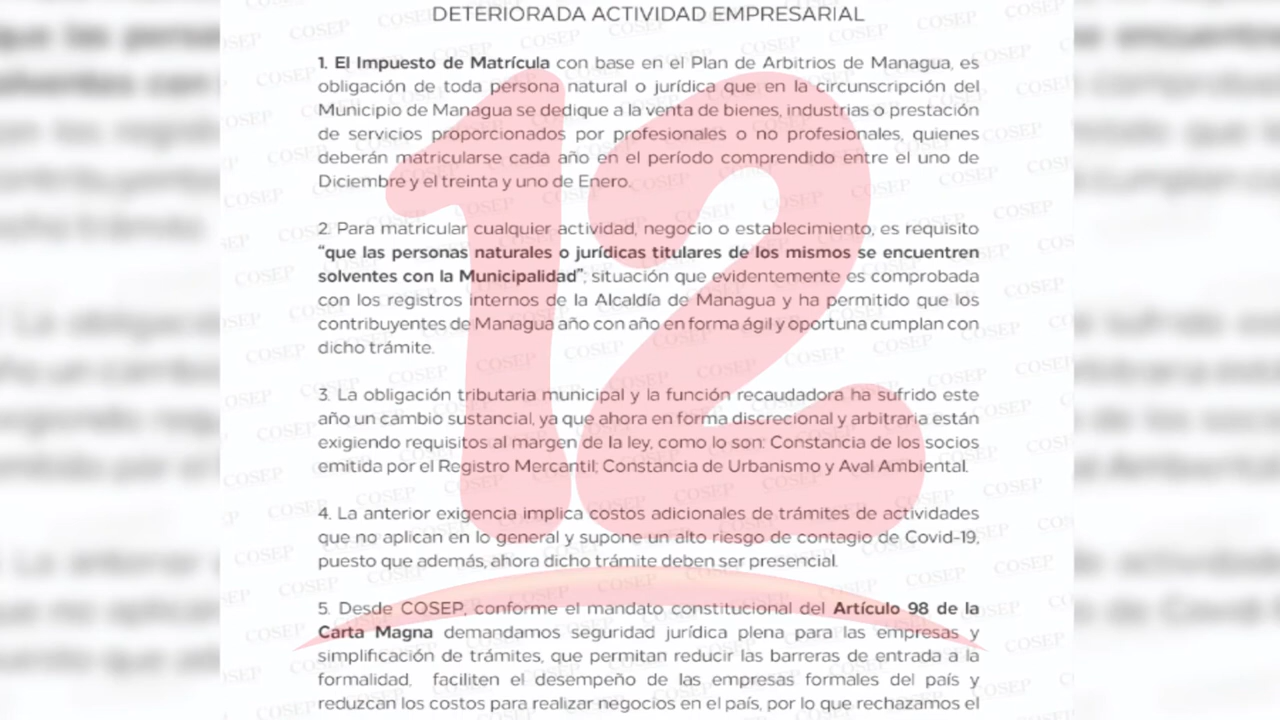 DETERIORADA ACTIVIDAD EMPRESARIAL
1. El Impuesto de Matrícula con base en el Plan de Arbitrios de Managua, es
obligación de toda persona natural o jurídica que en la circunscripción del
Municipio de Managua se dedique a la venta de bienes, industrias o prestación
de servicios proporcionados por profesionales o no profesionales, quienes
deberán matricularse cada año en el período comprendido entre el uno de
Diciembre y el treinta y uno de Enero.
2. Para matricular cualquier actividad, negocio o establecimiento, es requisito
“que las personas naturales o jurídicas titulares de los mismos se encuentren
solventes con la Municipalidad”; situación que evidentemente es comprobada
con los registros internos de la Alcaldía de Managua y ha permitido que los
contribuyentes de Managua año con año en forma ágil y oportuna cumplan con
dicho trámite.
3. La obligación tributaria municipal y la función recaudadora ha sufrido este
año un cambio sustancial, ya que ahora en forma discrecional y arbitraria están
exigiendo requisitos al margen de la ley, como lo son: Constancia de los socios
emitida por el Registro Mercantil; Constancia de Urbanismo y Aval Ambiental.
4. La anterior exigencia implica costos adicionales de trámites de actividades
que no aplican en lo general y supone un alto riesgo de contagio de Covid-19,
puesto que además, ahora dicho trámite deben ser presencial.
5. Desde COSEP, conforme el mandato constitucional del Artículo 98 de la
Carta Magna demandamos seguridad jurídica plena para las empresas y
simplificación de trámites, que permitan reducir las barreras de entrada a la
formalidad, faciliten el desempeño de las empresas formales del país y
reduzcan los costos para realizar negocios en el país, por lo que rechazamos el
12
COSEP